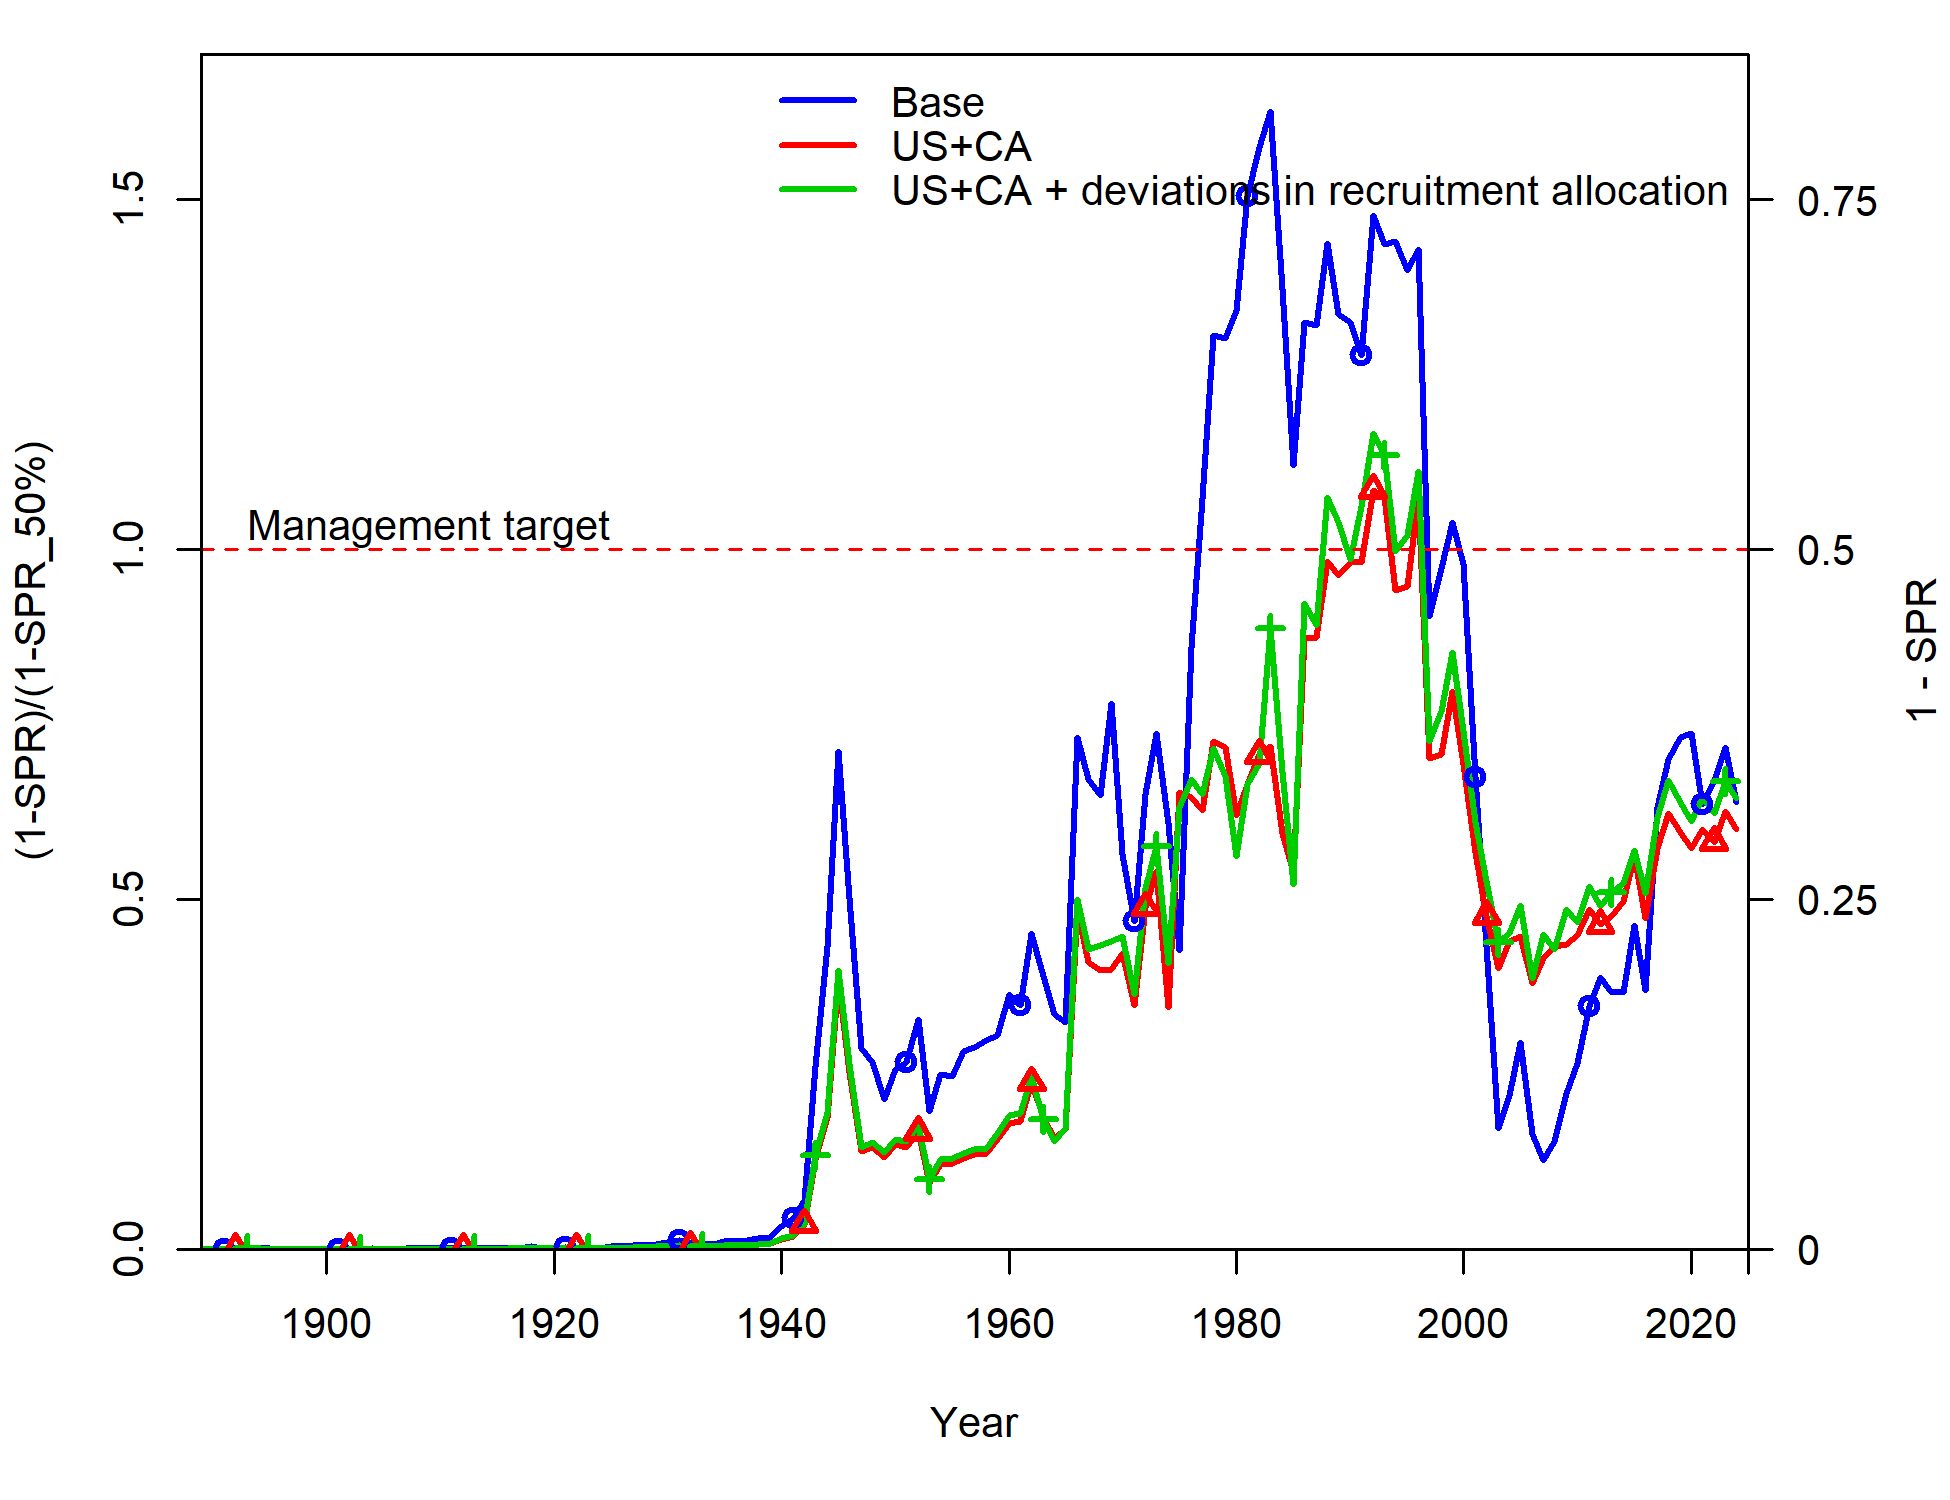 Base
US+CA
US+CA + deviations in recruitment allocation
Management target
(1-SPR)/(1-SPR_50%)
0.0
0.5
1.0
1.5
1 - SPR
0.75
0.5
0.25
0
1900
1920
1940
1960
1980
2000
2020
Year